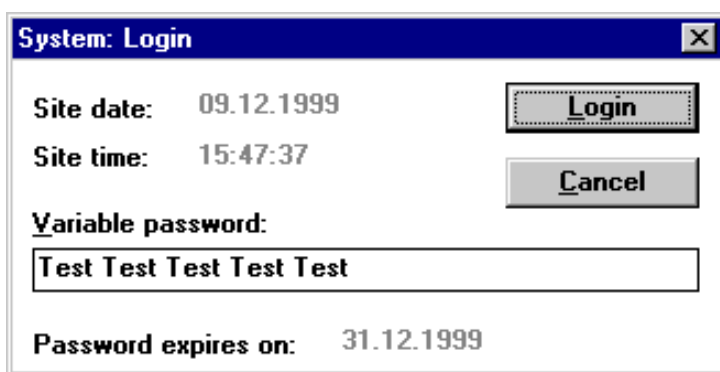 System: Login
Site date: 09.12.1999
Login
Site time: 15:47:37
Cancel
Variable password:
Test Test Test Test Test
Password expires on: 31.12.1999